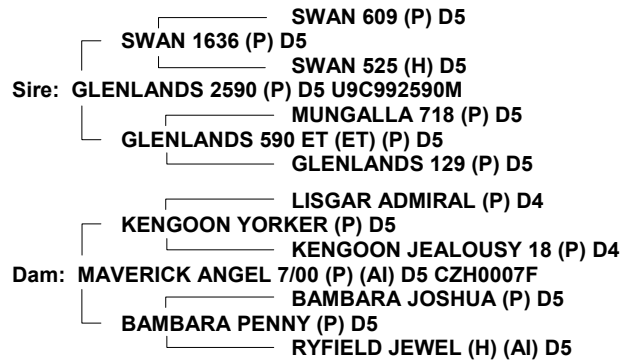 SWAN 609 (P) D5
SWAN 1636 (P) D5
SWAN 525 (H) D5
Sire: GLENLANDS 2590 (P) D5 U9C992590M
MUNGALLA 718 (P) D5
GLENLANDS 590 ET (ET) (P) D5
GLENLANDS 129 (P) D5
LISGAR ADMIRAL (P) D4
KENGOON YORKER (P) D5
KENGOON JEALOUSY 18 (P) D4
Dam: MAVERICK ANGEL 7/00 (P) (AI) D5 CZH0007F
BAMBARA JOSHUA (P) D5
BAMBARA PENNY (P) D5
RYFIELD JEWEL (H) (AI) D5